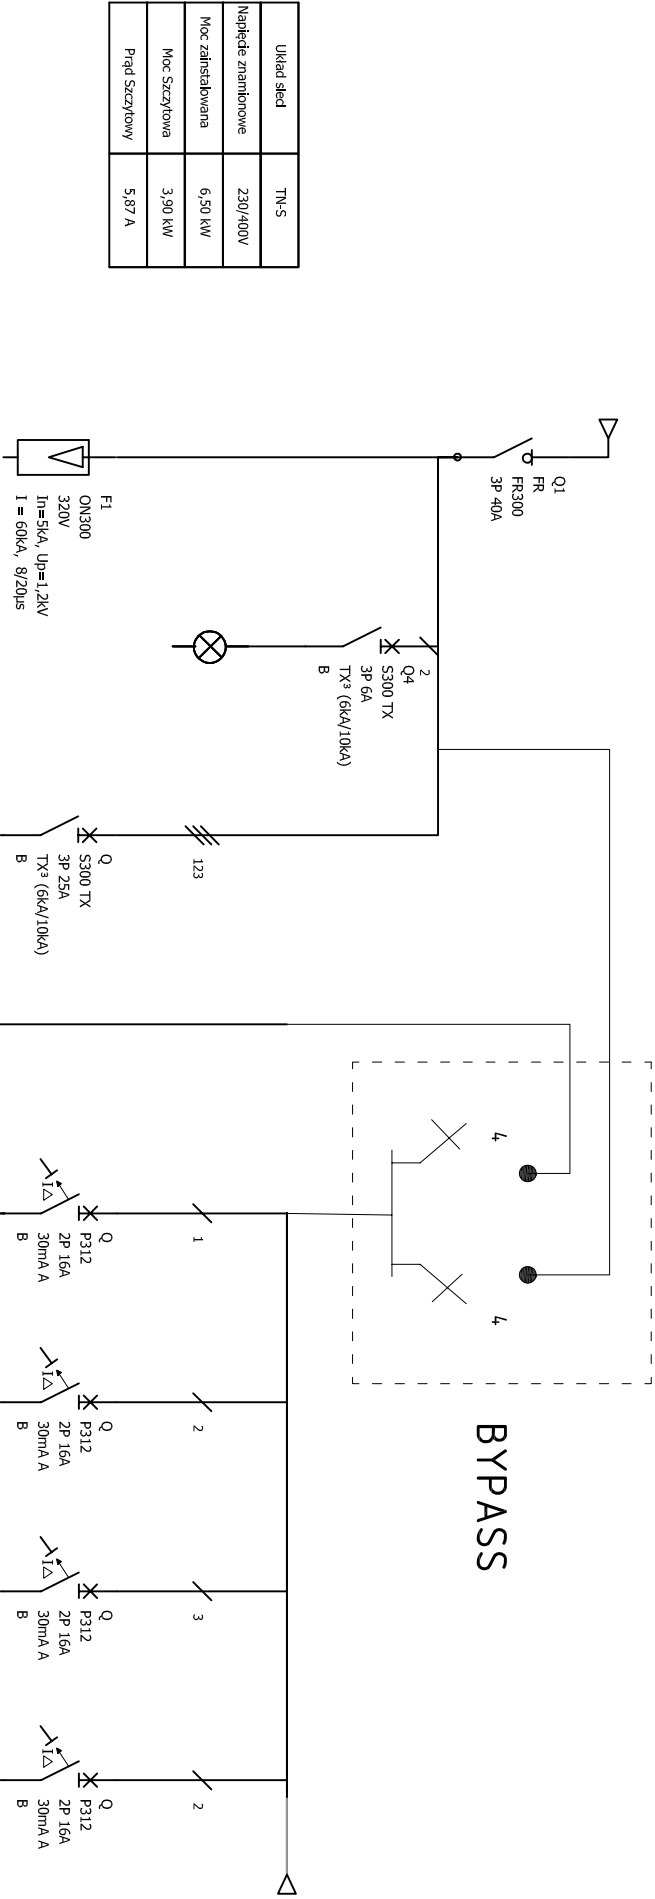 Układ sieci TN-S
Napięcie znamionowe 230/400V
Moc zainstalowana 6,50 kW
Moc Szczytowa 3,90 kW
Prąd Szczytowy 5,87 A
Q1
FR
FR300
3P 40A
F1
ON300
320V
In=5kA, Up=1,2kV
I = 60kA, 8/20µs
2
Q4
S300 TX
3P 6A
TX³ (6kA/10kA)
B
123
Q
S300 TX
3P 25A
TX³ (6kA/10kA)
B
4
4
BYPASS
1
Q
P312
2P 16A
30mA A
B
I△
2
Q
P312
2P 16A
30mA A
B
I△
3
Q
P312
2P 16A
30mA A
B
I△
2
Q
P312
2P 16A
30mA A
B
I△